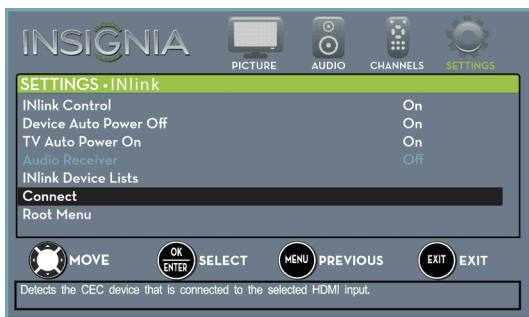 INSIGNIA
PICTURE AUDIO CHANNELS SETTINGS
SETTINGS • INlink
INlink Control On
Device Auto Power Off On
TV Auto Power On On
Audio Receiver Off
INlink Device Lists
Connect
Root Menu
MOVE OK ENTER SELECT MENU PREVIOUS EXIT EXIT
Detects the CEC device that is connected to the selected HDMI input.